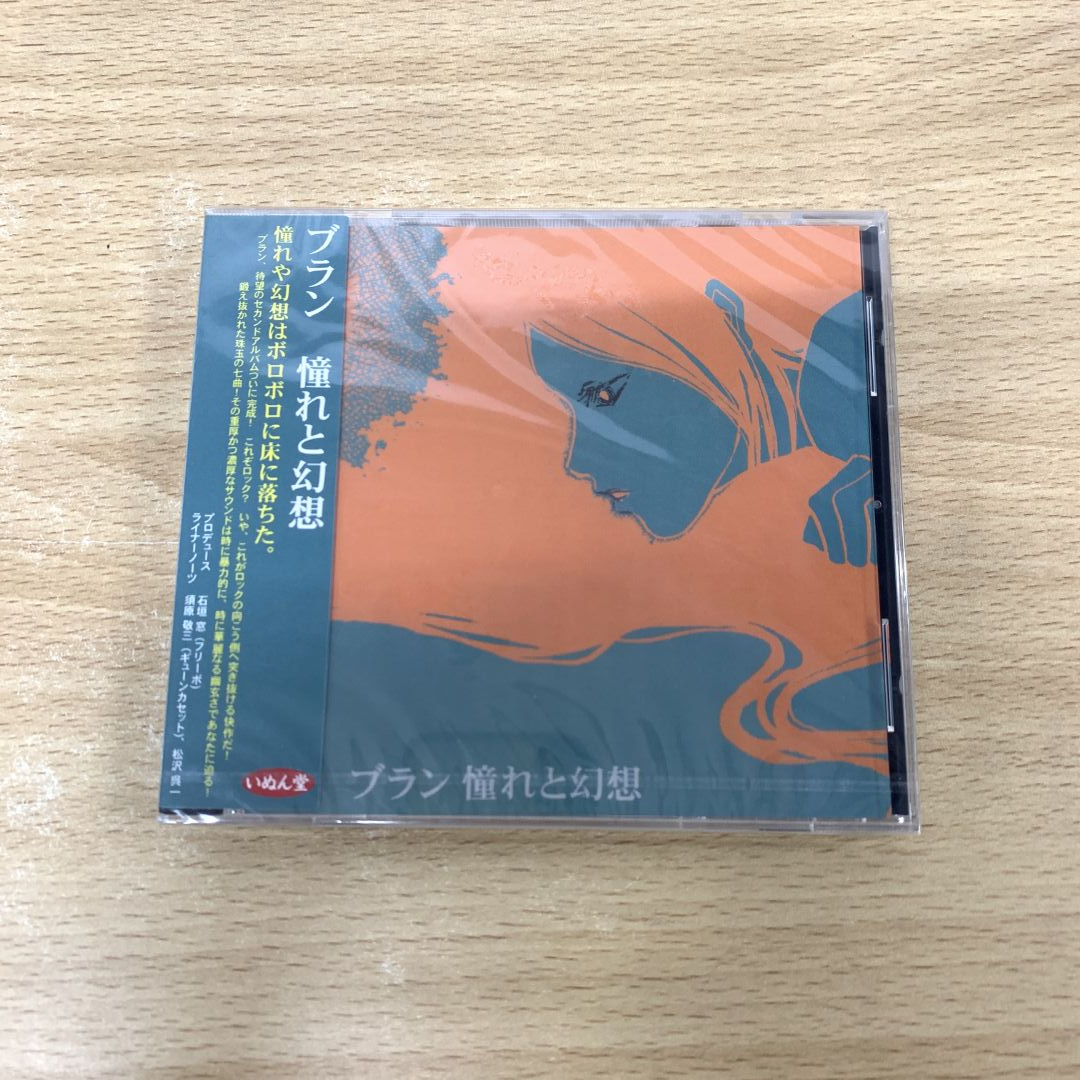 ブラン 憧れと幻想
憧れや幻想はボロボロに床に落ちた。
ブラン、待望のセカンドアルバムついに完成! これぞロック? いや、これがロックの向こう側へ突き抜ける快作だ!
鍛え抜かれた珠玉の七曲!その重厚かつ濃厚なサウンドは時に暴力的に、時に華麗なる幽玄さであなたに迫る!
プロデュース 石垣 窓(フリーボ)
ライナーノーツ 須原 敬三(ギューンカセット)、松沢 呉一
いぬん堂
ブラン 憧れと幻想